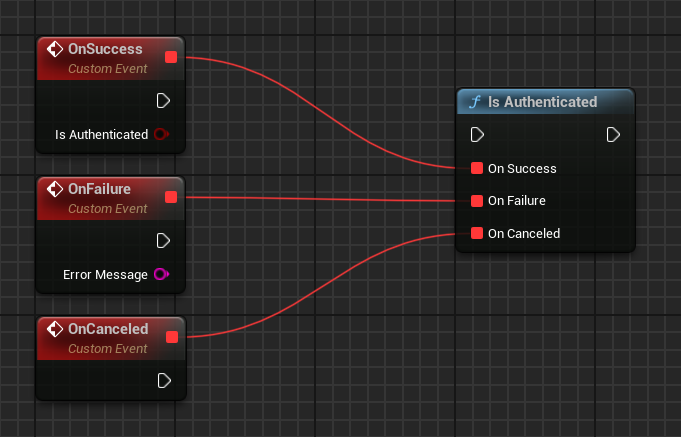 OnSuccess
Custom Event
Is Authenticated
OnFailure
Custom Event
Error Message
OnCanceled
Custom Event
f Is Authenticated
On Success
On Failure
On Canceled